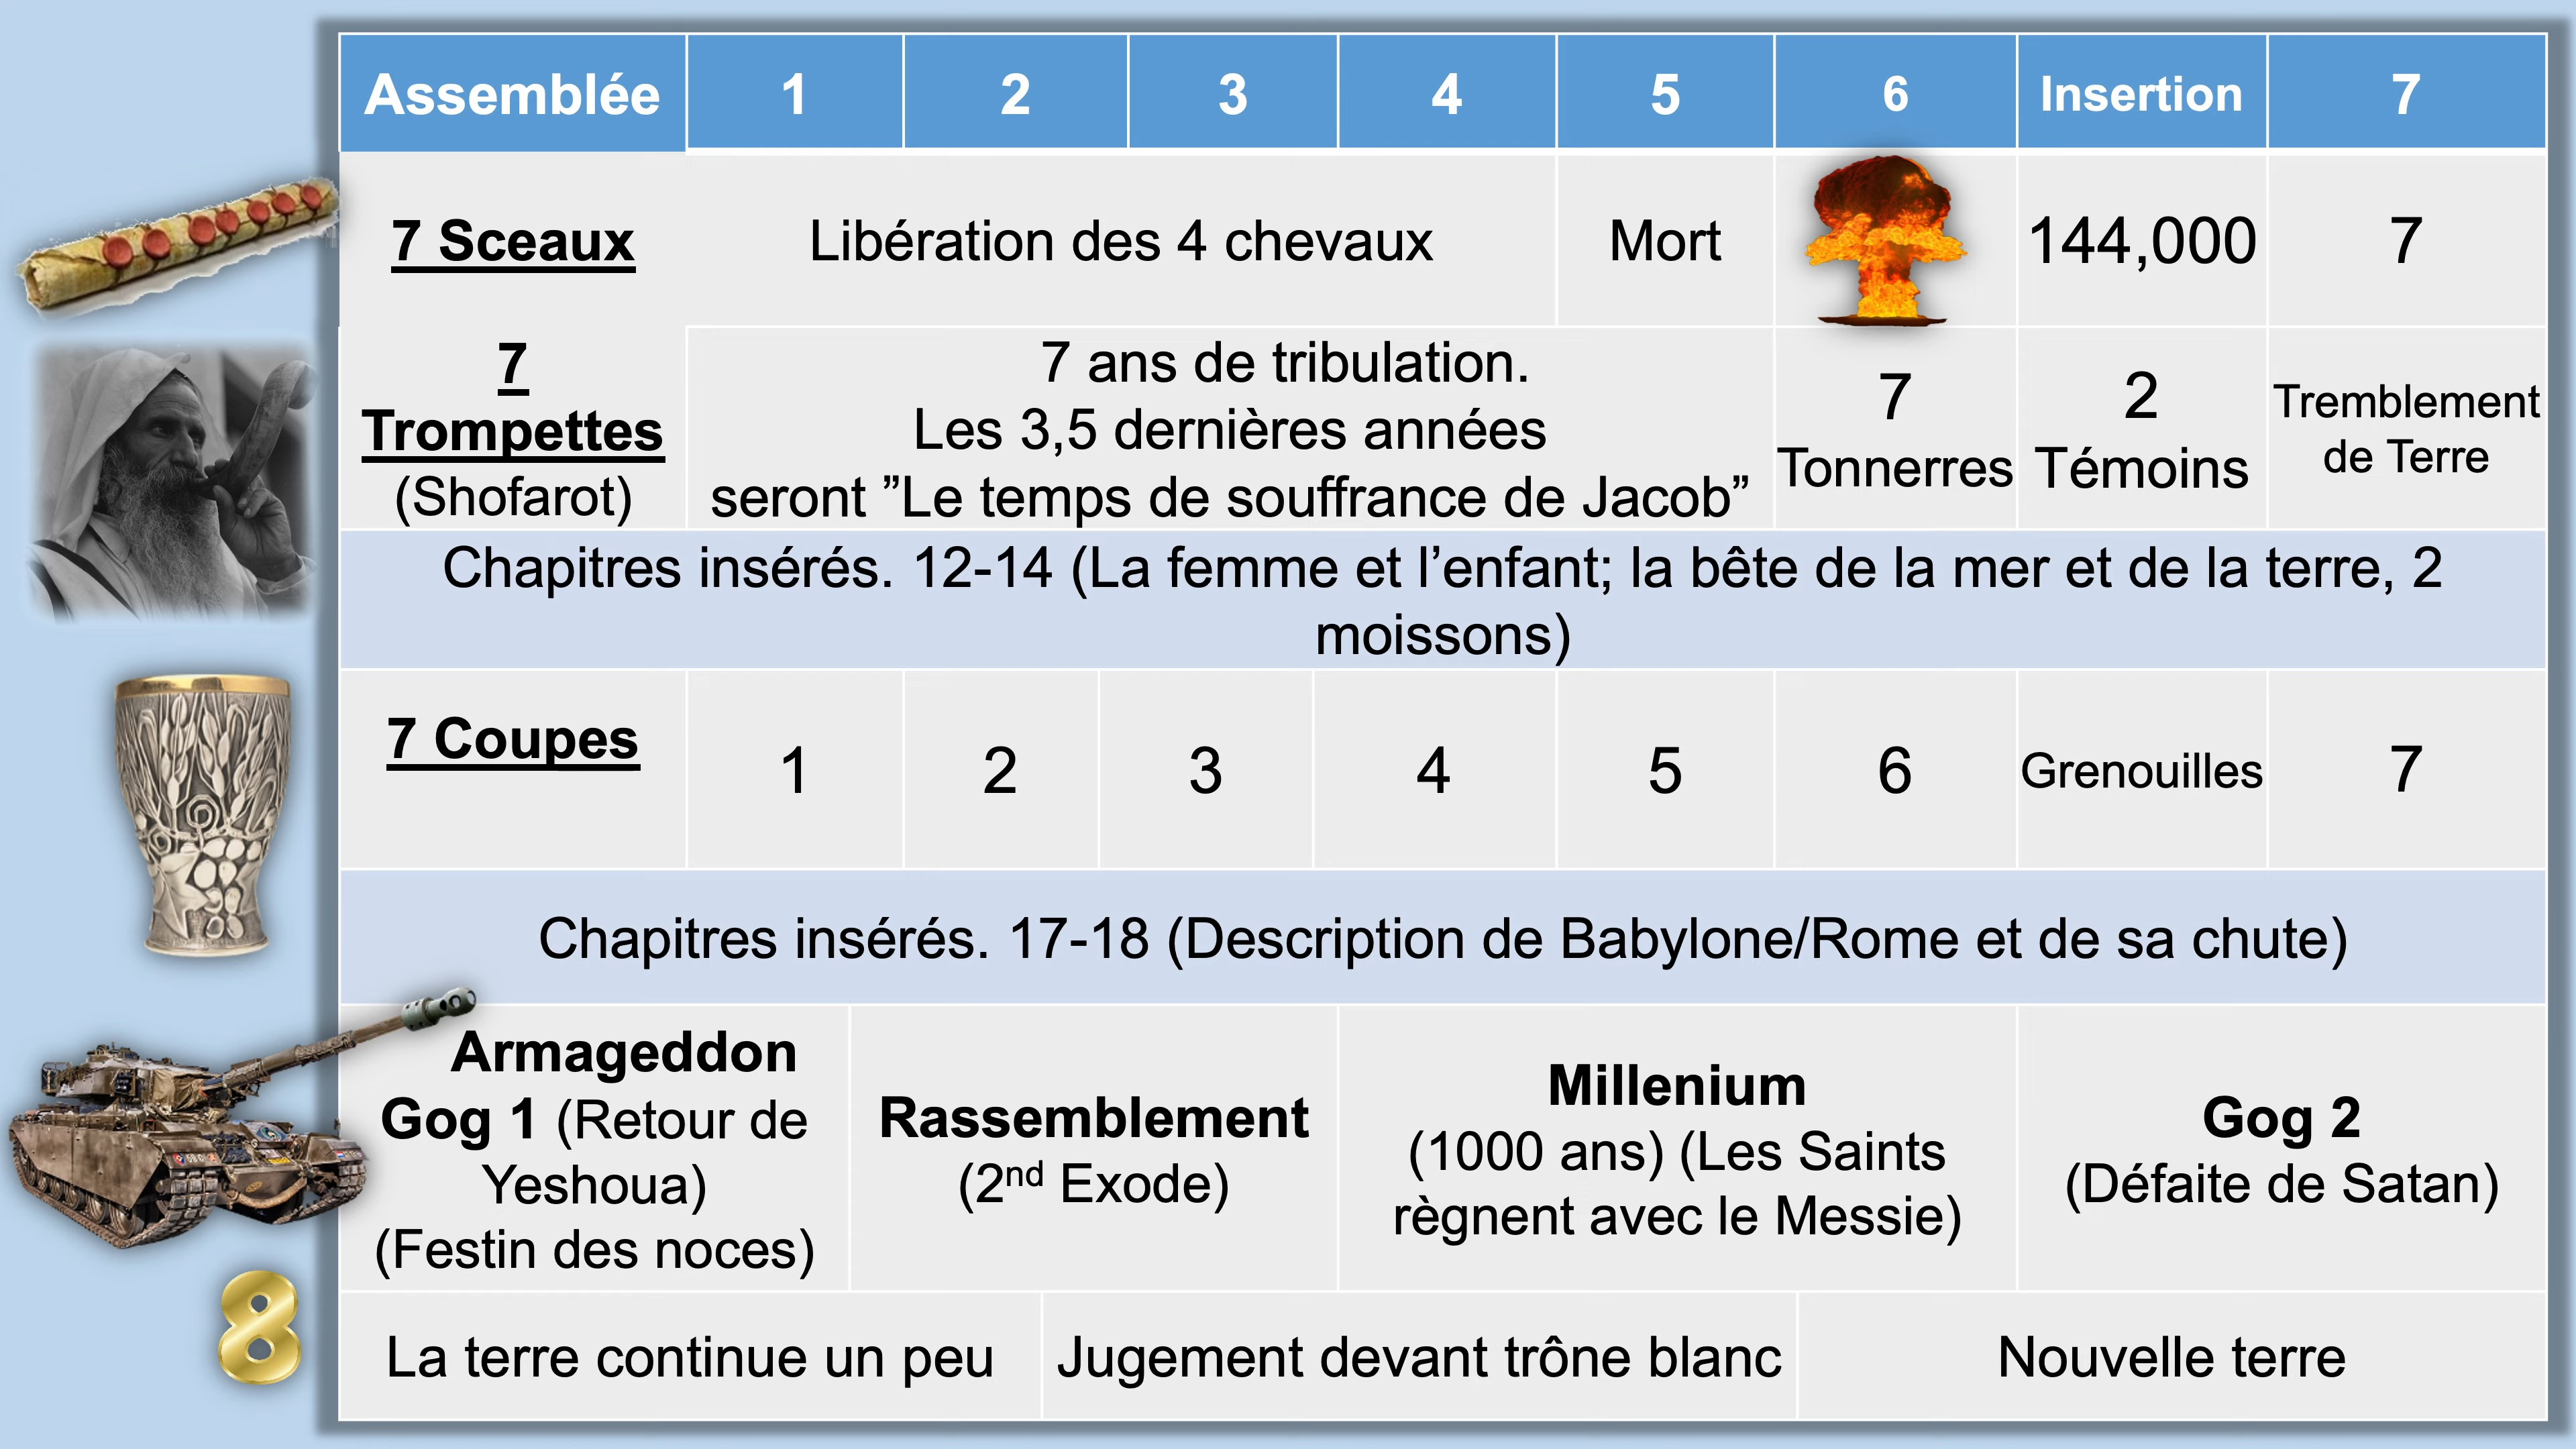 Assemblée 1 2 3 4 5 6 Insertion 7
7 Sceaux Libération des 4 chevaux Mort 144,000 7
7
Trompettes
(Shofarot)
7 ans de tribulation.
Les 3,5 dernières années
seront ”Le temps de souffrance de Jacob”
7
Tonnerres
2
Témoins
Tremblement
de Terre
Chapitres insérés. 12-14 (La femme et l’enfant; la bête de la mer et de la terre, 2
moissons)
7 Coupes 1 2 3 4 5 6 Grenouilles 7
Chapitres insérés. 17-18 (Description de Babylone/Rome et de sa chute)
Armageddon
Gog 1 (Retour de
Yeshoua)
(Festin des noces)
Rassemblement
(2nd Exode)
Millenium
(1000 ans) (Les Saints
règnent avec le Messie)
Gog 2
(Défaite de Satan)
8
La terre continue un peu
Jugement devant trône blanc
Nouvelle terre